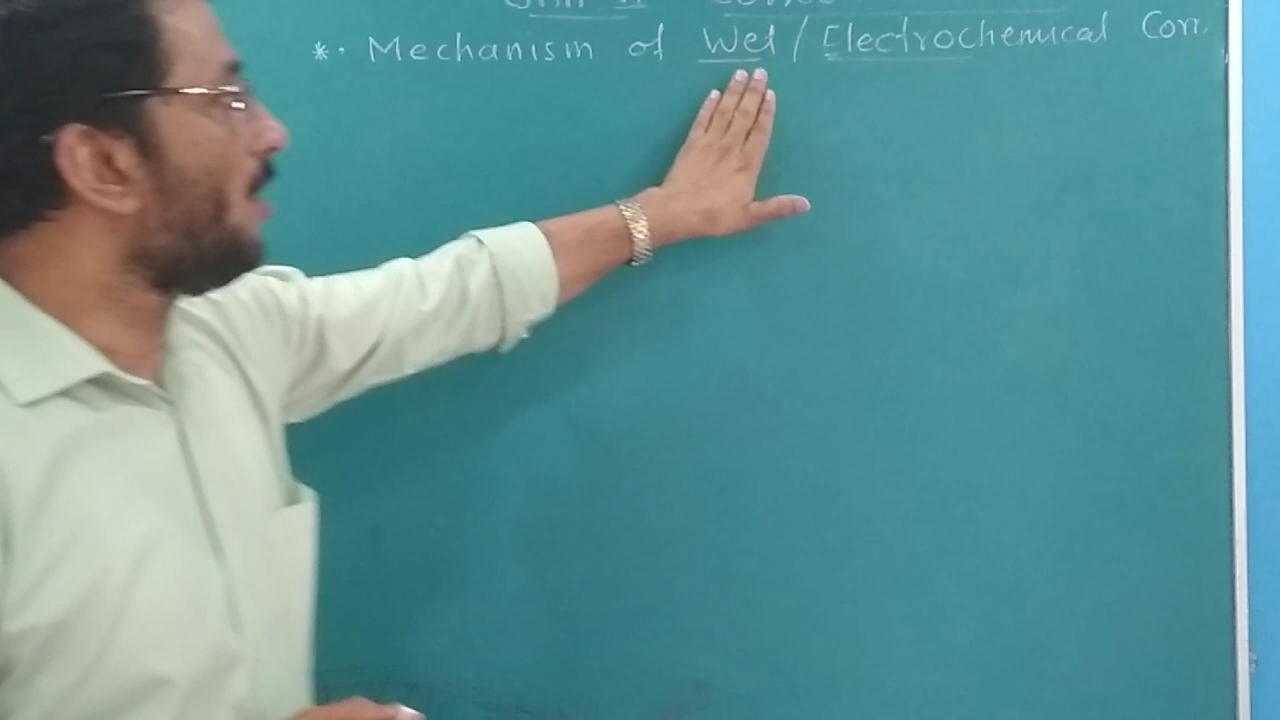 *. Mechanism of Wet / Electrochemical Corr.